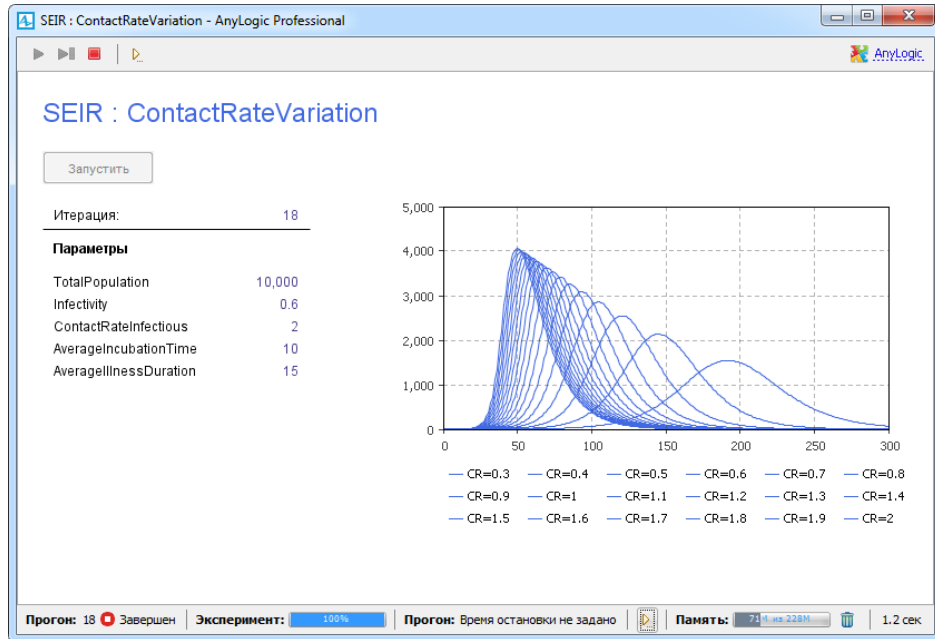 SEIR : ContactRateVariation - AnyLogic Professional
AnyLogic
SEIR : ContactRateVariation
Запустить
Итерация: 18
Параметры
TotalPopulation 10,000
Infectivity 0.6
ContactRateInfectious 2
AverageIncubationTime 10
AverageIllnessDuration 15
5,000
4,000
3,000
2,000
1,000
0
0 50 100 150 200 250 300
CR=0.3 CR=0.4 CR=0.5 CR=0.6 CR=0.7 CR=0.8
CR=0.9 CR=1 CR=1.1 CR=1.2 CR=1.3 CR=1.4
CR=1.5 CR=1.6 CR=1.7 CR=1.8 CR=1.9 CR=2
Прогон: 18 Завершен Эксперимент: 100% Прогон: Время остановки не задано Память: 71M из 228M 1.2 сек